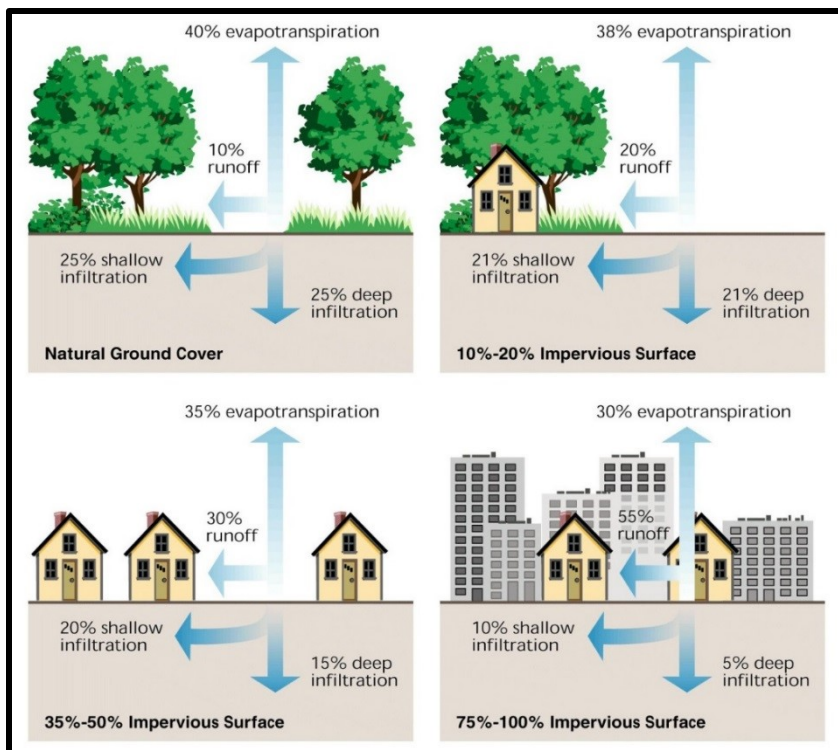 40% evapotranspiration
10%
runoff
25% shallow
infiltration
25% deep
infiltration
Natural Ground Cover
38% evapotranspiration
20%
runoff
21% shallow
infiltration
21% deep
infiltration
10%-20% Impervious Surface
35% evapotranspiration
30%
runoff
20% shallow
infiltration
15% deep
infiltration
35%-50% Impervious Surface
30% evapotranspiration
55%
runoff
10% shallow
infiltration
5% deep
infiltration
75%-100% Impervious Surface